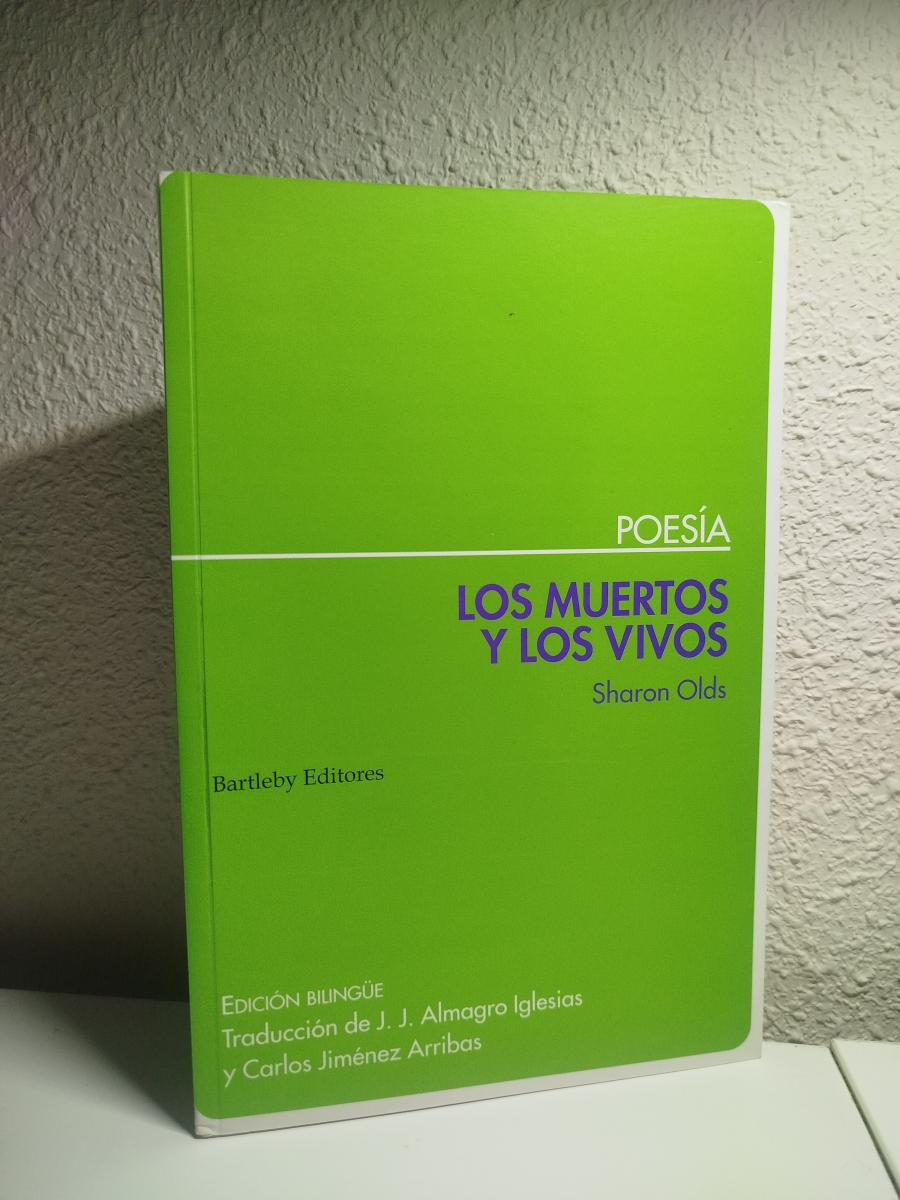 POESÍA
LOS MUERTOS
Y LOS VIVOS
Sharon Olds
Bartleby Editores
EDICIÓN BILINGÜE
Traducción de J. J. Almagro Iglesias
y Carlos Jiménez Arribas